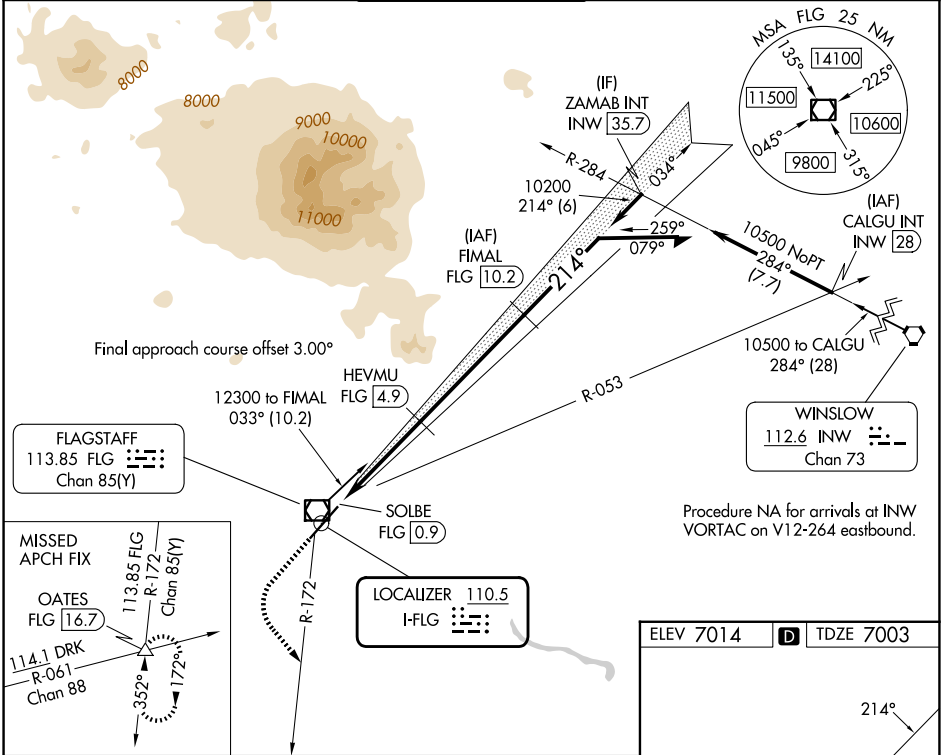 8000
8000
9000
10000
11000
MSA FLG 25 NM
135°
14100
225°
11500
10600
045°
9800
315°
(IF)
ZAMAB INT
INW 35.7
R-284
034°
10200
214° (6)
259°
079°
(IAF)
CALGU INT
INW 28
10500 NoPT
284°
(7.7)
(IAF)
FIMAL
FLG 10.2
214°
10500 to CALGU
284° (28)
Final approach course offset 3.00°
HEVMU
FLG 4.9
12300 to FIMAL
033° (10.2)
R-053
FLAGSTAFF
113.85 FLG
Chan 85(Y)
WINSLOW
112.6 INW
Chan 73
SOLBE
FLG 0.9
Procedure NA for arrivals at INW
VORTAC on V12-264 eastbound.
MISSED
APCH FIX
113.85 FLG
R-172
Chan 85(Y)
OATES
FLG 16.7
114.1 DRK
R-061
Chan 88
352°
172°
R-172
LOCALIZER 110.5
I-FLG
ELEV 7014
D
TDZE 7003
214°